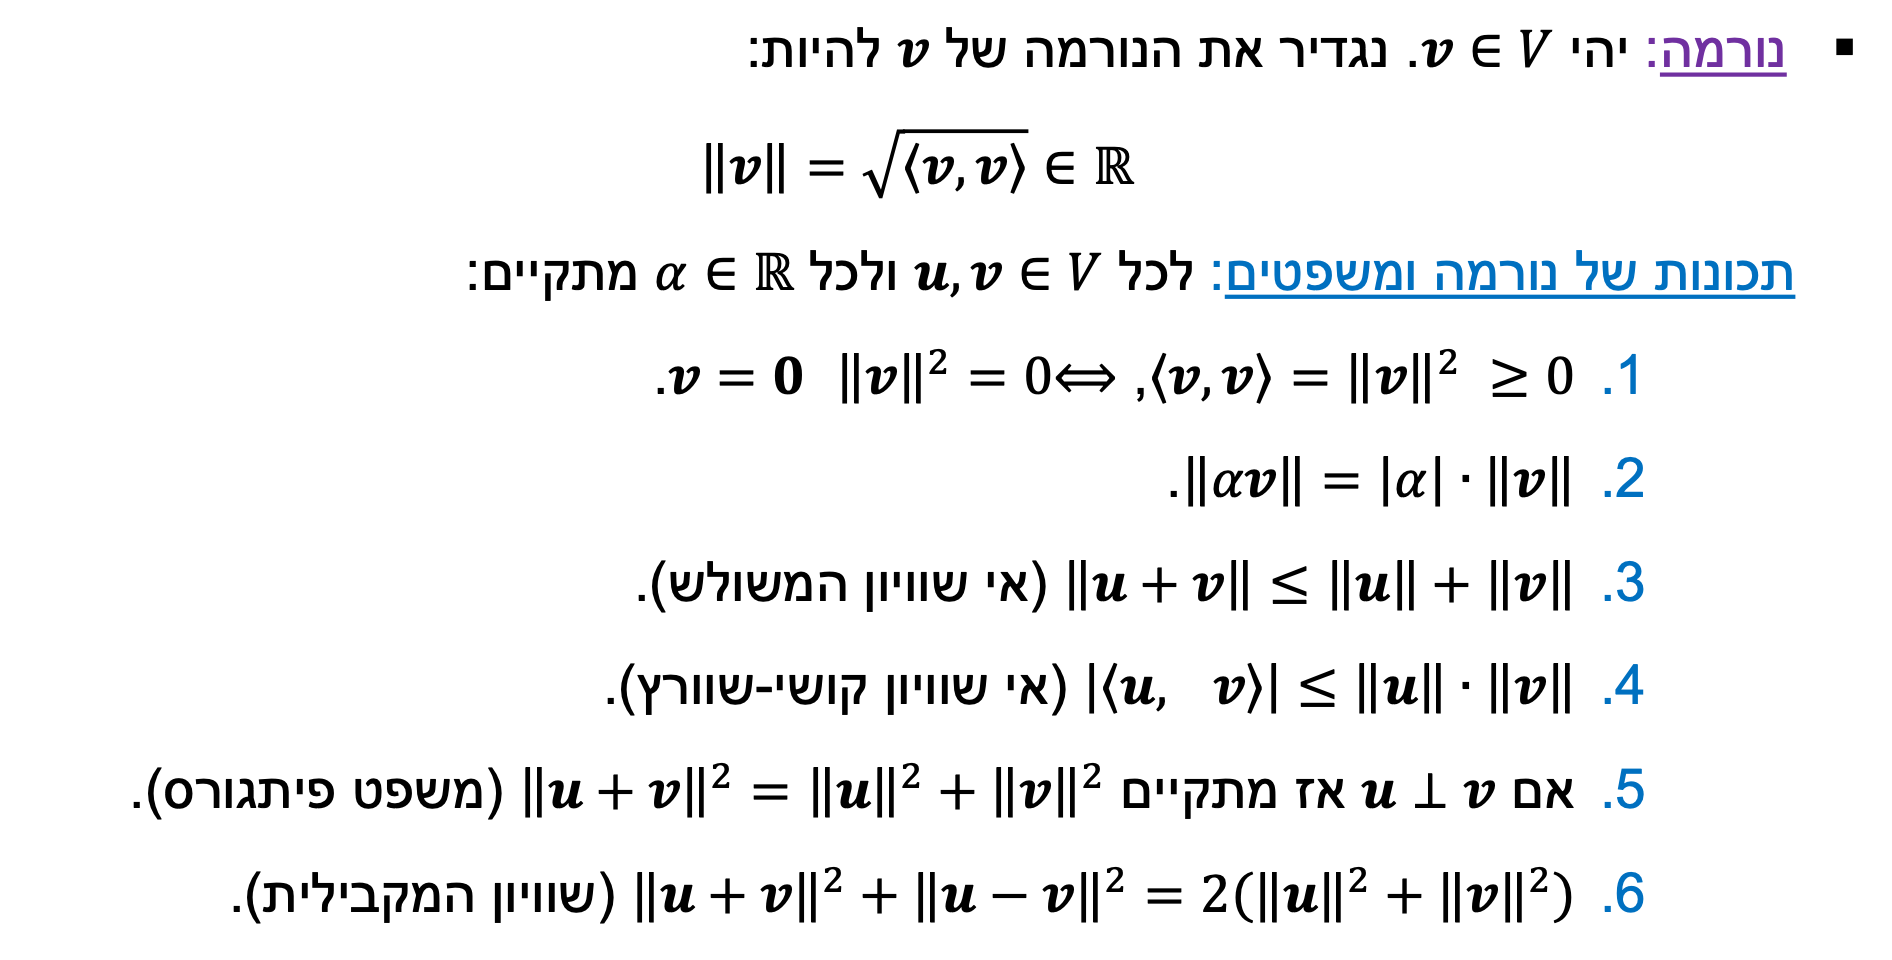 ▪ נורמה: יהי v ∈ V. נגדיר את הנורמה של v להיות:
‖v‖ = √⟨v, v⟩ ∈ ℝ
תכונות של נורמה ומשפטים: לכל u, v ∈ V ולכל α ∈ ℝ מתקיים:
1. ⟨v, v⟩ = ‖v‖² ≥ 0, ‖v‖² = 0 ⟺ v = 0.
2. ‖αv‖ = |α| · ‖v‖.
3. ‖u + v‖ ≤ ‖u‖ + ‖v‖ (אי שוויון המשולש).
4. |⟨u, v⟩| ≤ ‖u‖ · ‖v‖ (אי שוויון קושי-שוורץ).
5. אם u ⊥ v אז מתקיים ‖u + v‖² = ‖u‖² + ‖v‖² (משפט פיתגורס).
6. ‖u + v‖² + ‖u − v‖² = 2(‖u‖² + ‖v‖²) (שוויון המקבילית).